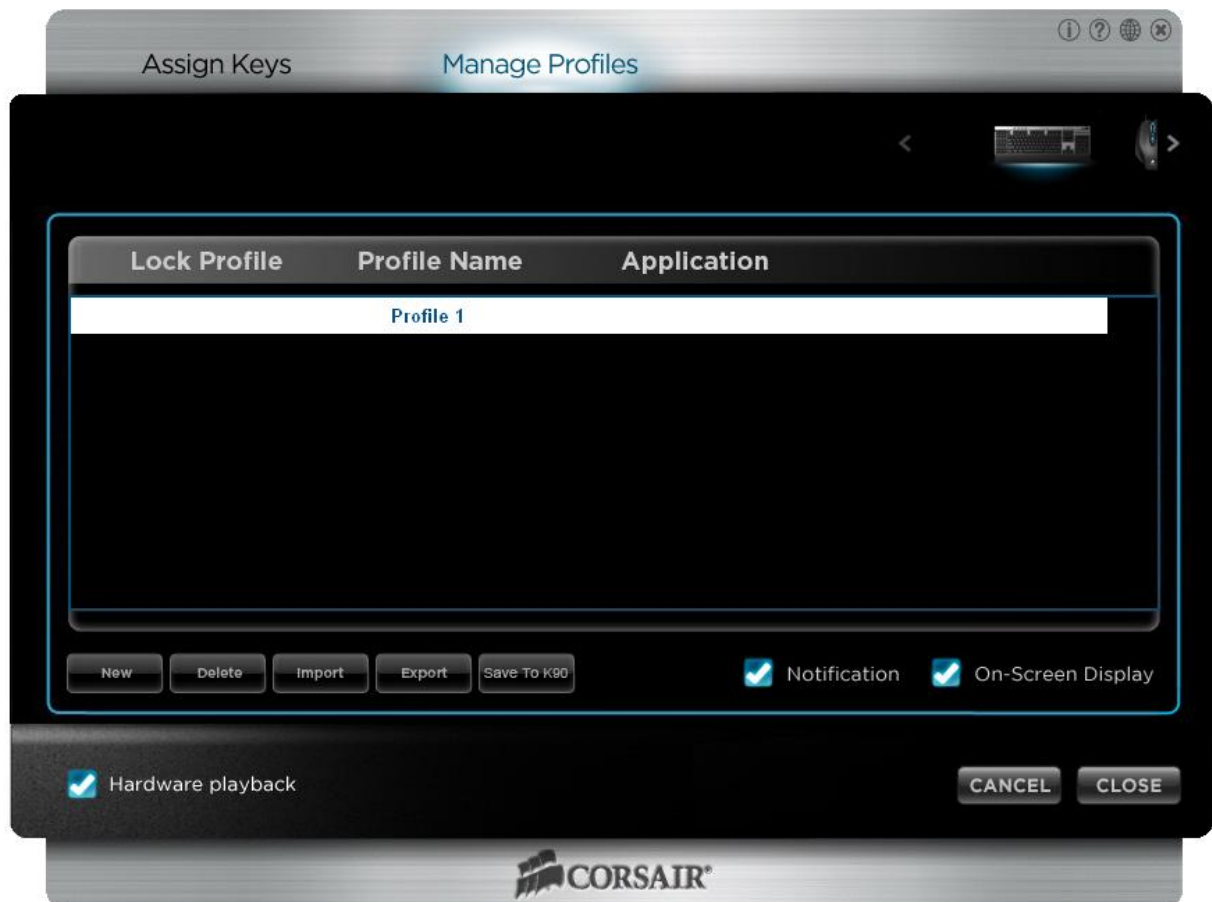 Assign Keys Manage Profiles
Lock Profile Profile Name Application
Profile 1
New Delete Import Export Save To K90 Notification On-Screen Display
Hardware playback CANCEL CLOSE
CORSAIR